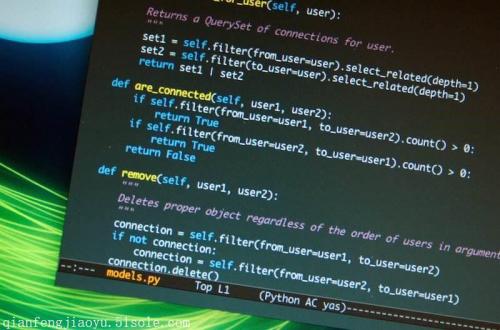 _for_user(self, user):
"""
Returns a QuerySet of connections for user.
"""
set1 = self.filter(from_user=user).select_related(depth=1)
set2 = self.filter(to_user=user).select_related(depth=1)
return set1 | set2
def are_connected(self, user1, user2):
if self.filter(from_user=user1, to_user=user2).count() > 0:
return True
if self.filter(from_user=user2, to_user=user1).count() > 0:
return True
return False
def remove(self, user1, user2):
"""
Deletes proper object regardless of the order of users in argument
"""
connection = self.filter(from_user=user1, to_user=user2)
if not connection:
connection = self.filter(from_user=user2, to_user=user1)
connection.delete()
--:--- models.py Top L1 (Python AC yas)
qianfengjiaoyu.51sole.com